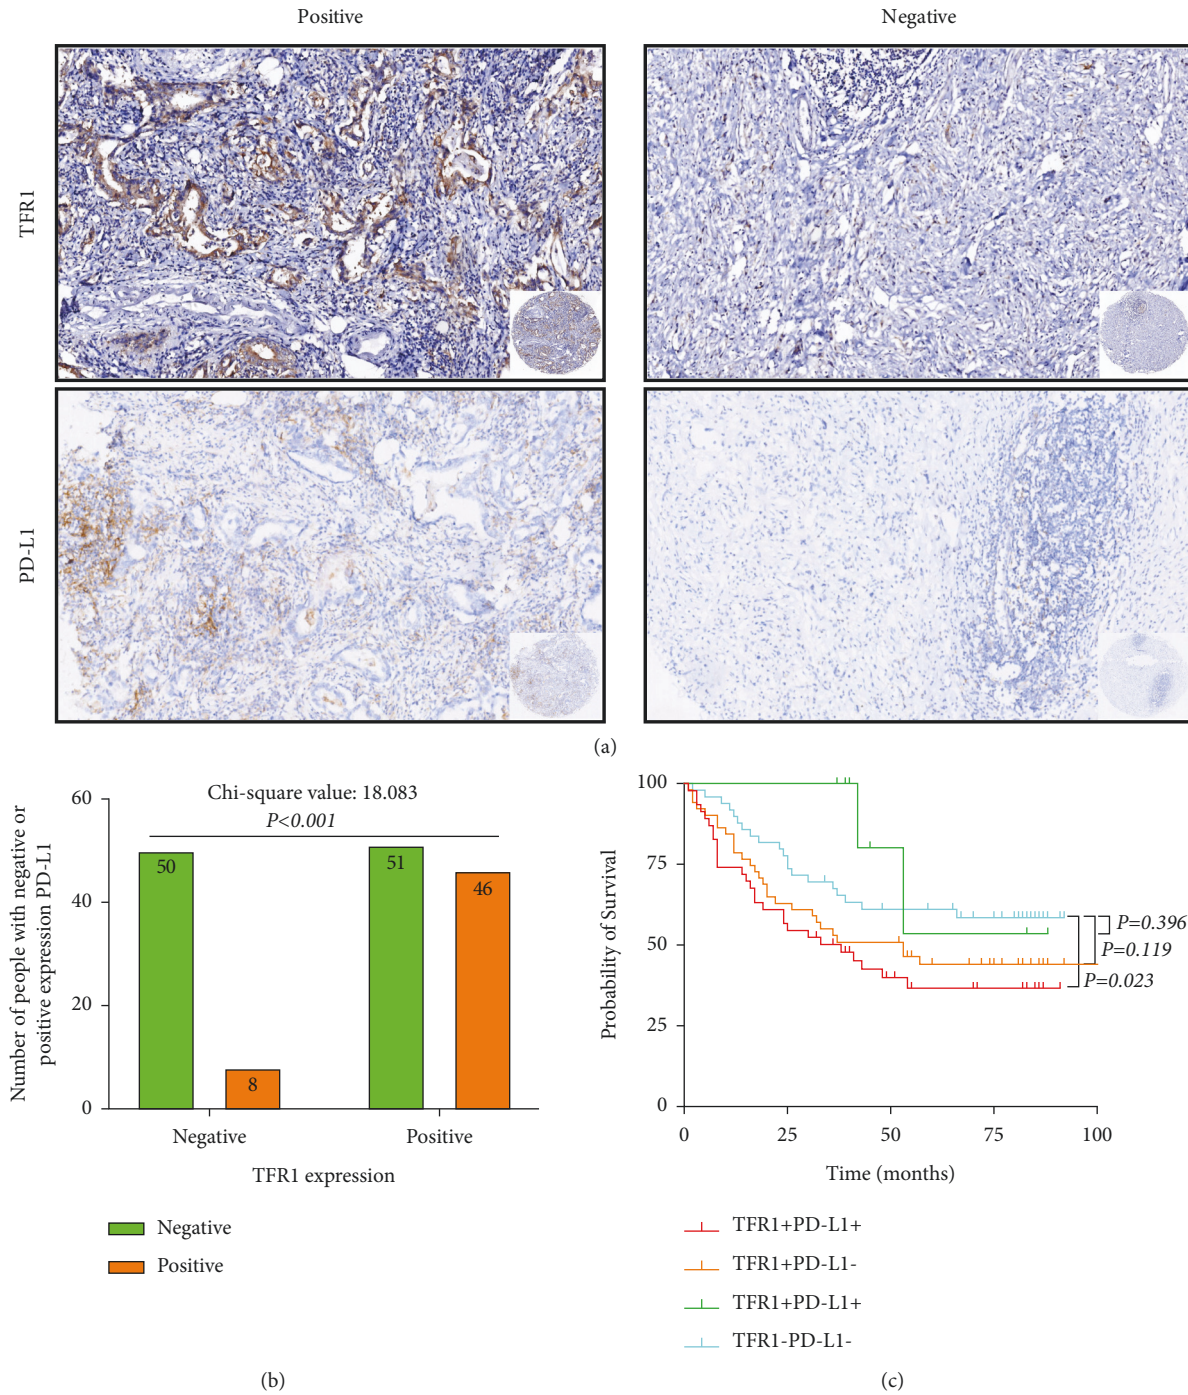 Positive
Negative
TFR1
PD-L1
(a)
Number of people with negative or
positive expression PD-L1
60
40
20
0
Chi-square value: 18.083
P<0.001
50
8
51
46
Negative
Positive
TFR1 expression
Negative
Positive
(b)
Probability of Survival
100
75
50
25
0
P=0.396
P=0.119
P=0.023
0
25
50
75
100
Time (months)
TFR1+PD-L1+
TFR1+PD-L1-
TFR1+PD-L1+
TFR1-PD-L1-
(c)